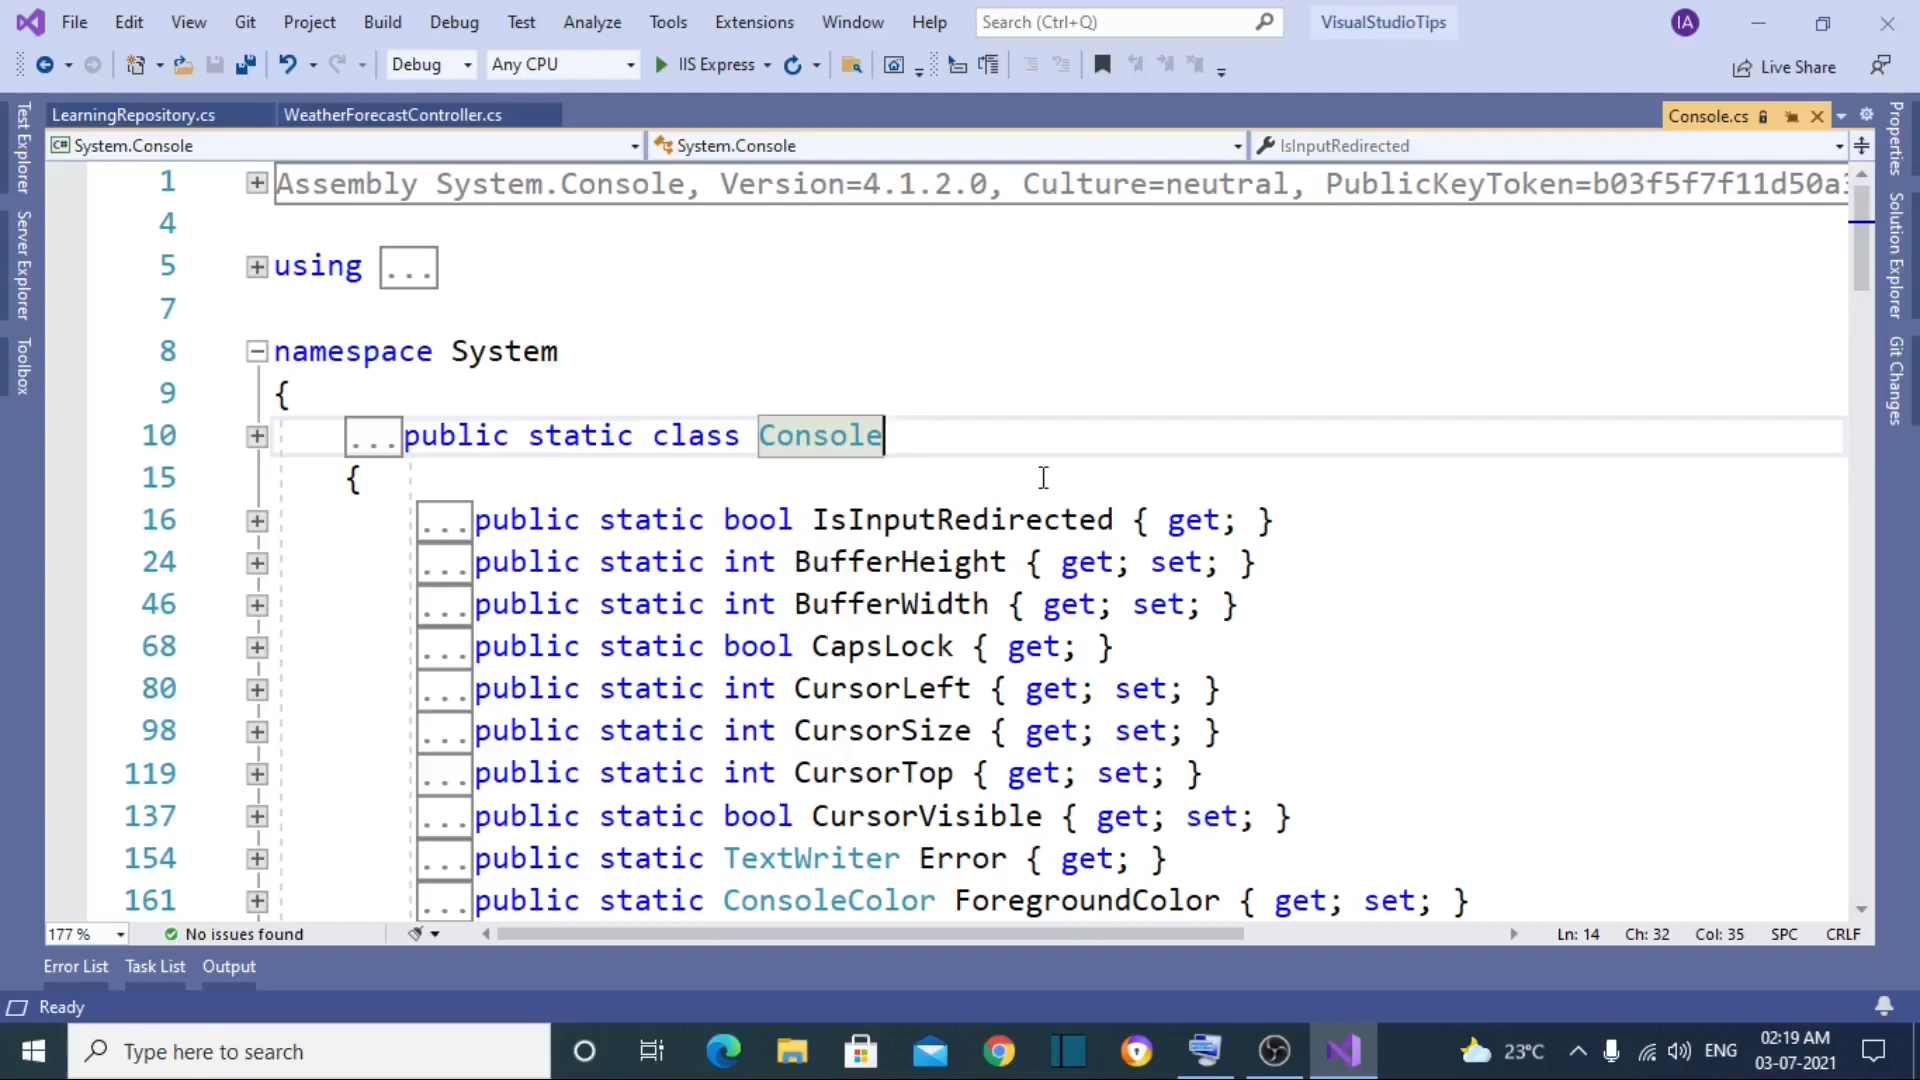 File Edit View Git Project Build Debug Test Analyze Tools Extensions Window Help Search (Ctrl+Q) VisualStudioTips IA
Debug Any CPU IIS Express Live Share
LearningRepository.cs WeatherForecastController.cs Console.cs
C# System.Console System.Console IsInputRedirected
Test Explorer
Server Explorer
Toolbox
Properties
Solution Explorer
Git Changes
1 Assembly System.Console, Version=4.1.2.0, Culture=neutral, PublicKeyToken=b03f5f7f11d50a
4
5 using ...
7
8 namespace System
9 {
10 ...public static class Console
15 {
16 ...public static bool IsInputRedirected { get; }
24 ...public static int BufferHeight { get; set; }
46 ...public static int BufferWidth { get; set; }
68 ...public static bool CapsLock { get; }
80 ...public static int CursorLeft { get; set; }
98 ...public static int CursorSize { get; set; }
119 ...public static int CursorTop { get; set; }
137 ...public static bool CursorVisible { get; set; }
154 ...public static TextWriter Error { get; }
161 ...public static ConsoleColor ForegroundColor { get; set; }
177 % No issues found Ln: 14 Ch: 32 Col: 35 SPC CRLF
Error List Task List Output
Ready
Type here to search 23°C ENG 02:19 AM
03-07-2021